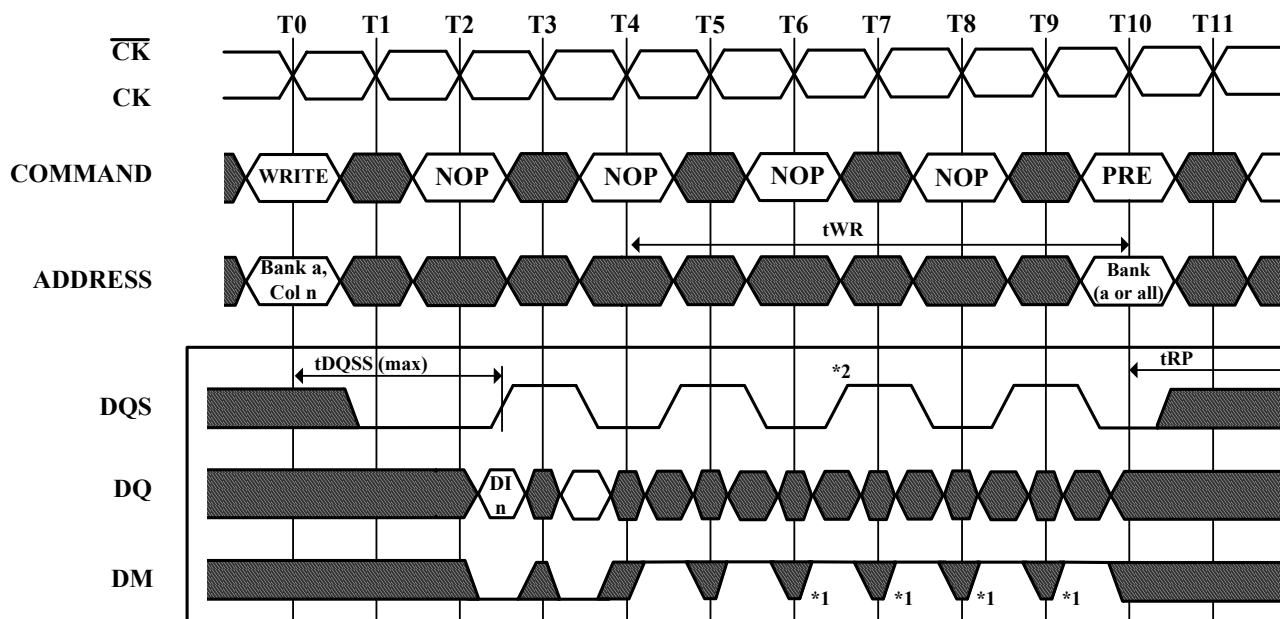 T0 T1 T2 T3 T4 T5 T6 T7 T8 T9 T10 T11
CK
CK
COMMAND WRITE NOP NOP NOP NOP PRE
tWR
ADDRESS Bank a, Col n Bank (a or all)
tDQSS (max) tRP
*2
DQS
DQ DI n
DM
*1 *1 *1 *1